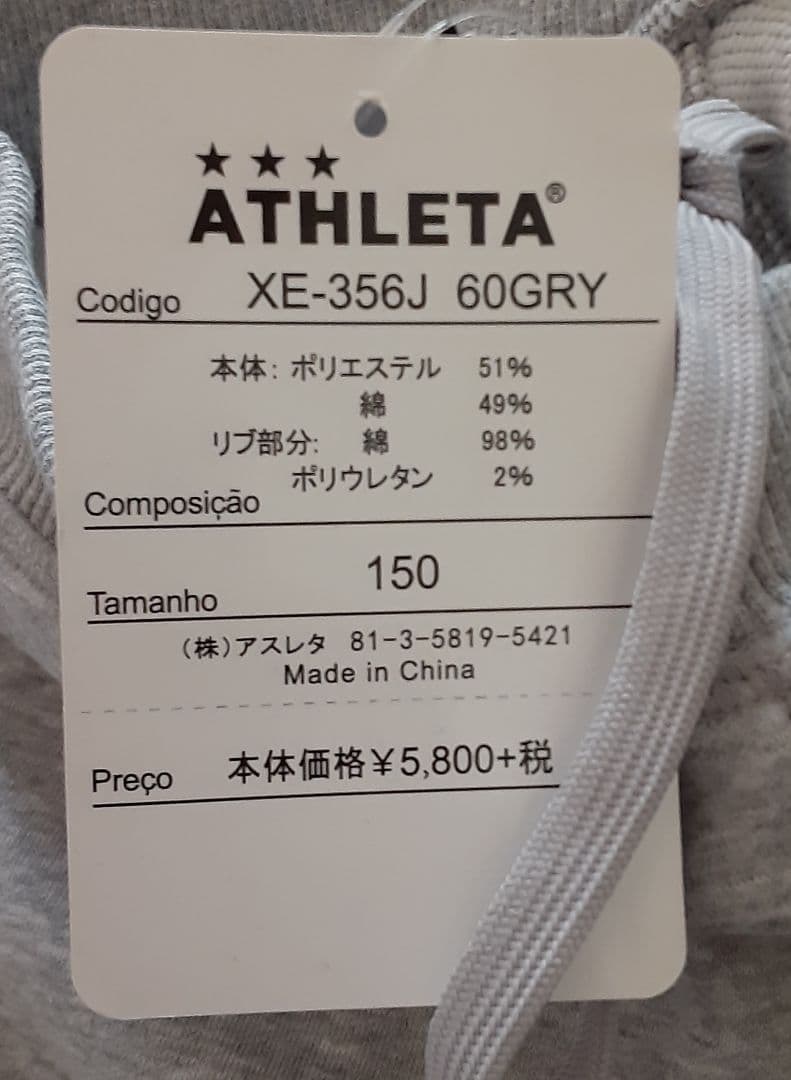 ★★★
ATHLETA®
Codigo XE-356J 60GRY
本体: ポリエステル 51%
綿 49%
リブ部分: 綿 98%
ポリウレタン 2%
Composição
150
Tamanho
(株)アスレタ 81-3-5819-5421
Made in China
Preço 本体価格¥5,800+税